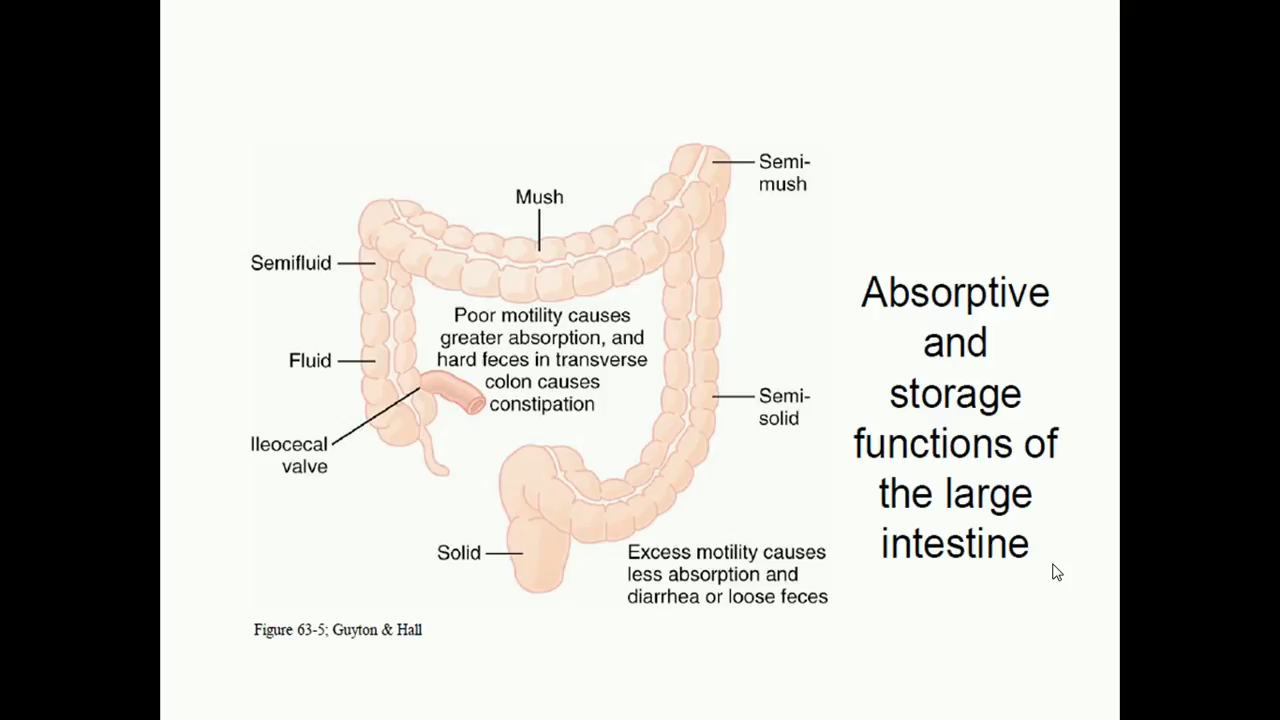 Semi-
mush
Mush
Semifluid
Poor motility causes
greater absorption, and
hard feces in transverse
colon causes
constipation
Fluid
Ileocecal
valve
Semi-
solid
Solid
Excess motility causes
less absorption and
diarrhea or loose feces
Absorptive
and
storage
functions of
the large
intestine
Figure 63-5; Guyton & Hall